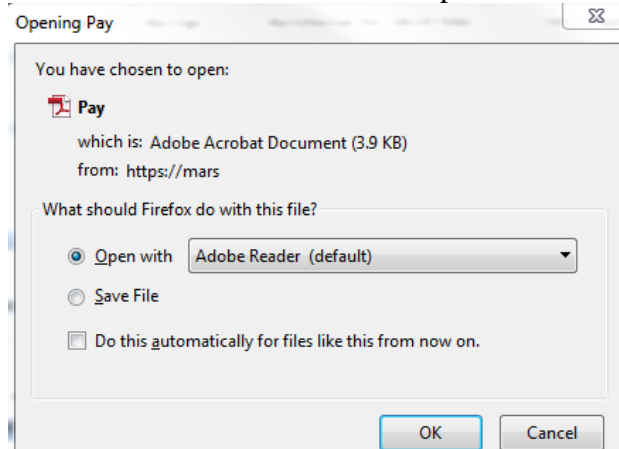 Opening Pay
You have chosen to open:
Pay
which is: Adobe Acrobat Document (3.9 KB)
from: https://mars
What should Firefox do with this file?
Open with Adobe Reader (default)
Save File
Do this automatically for files like this from now on.
OK Cancel